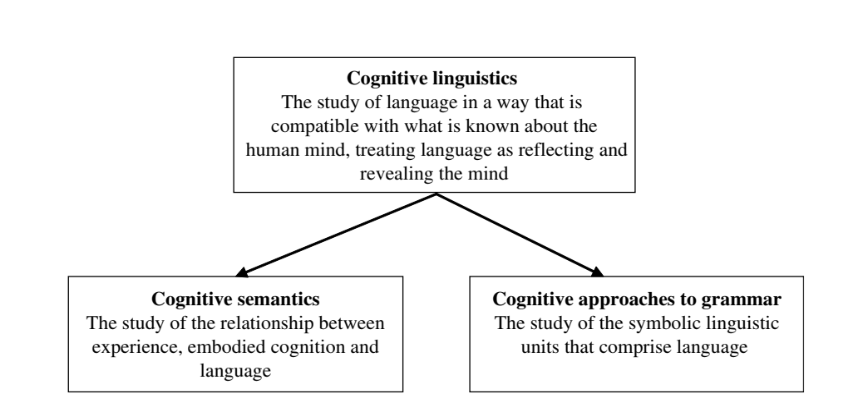 Cognitive linguistics
The study of language in a way that is
compatible with what is known about the
human mind, treating language as reflecting and
revealing the mind
Cognitive semantics
The study of the relationship between
experience, embodied cognition and
language
Cognitive approaches to grammar
The study of the symbolic linguistic
units that comprise language